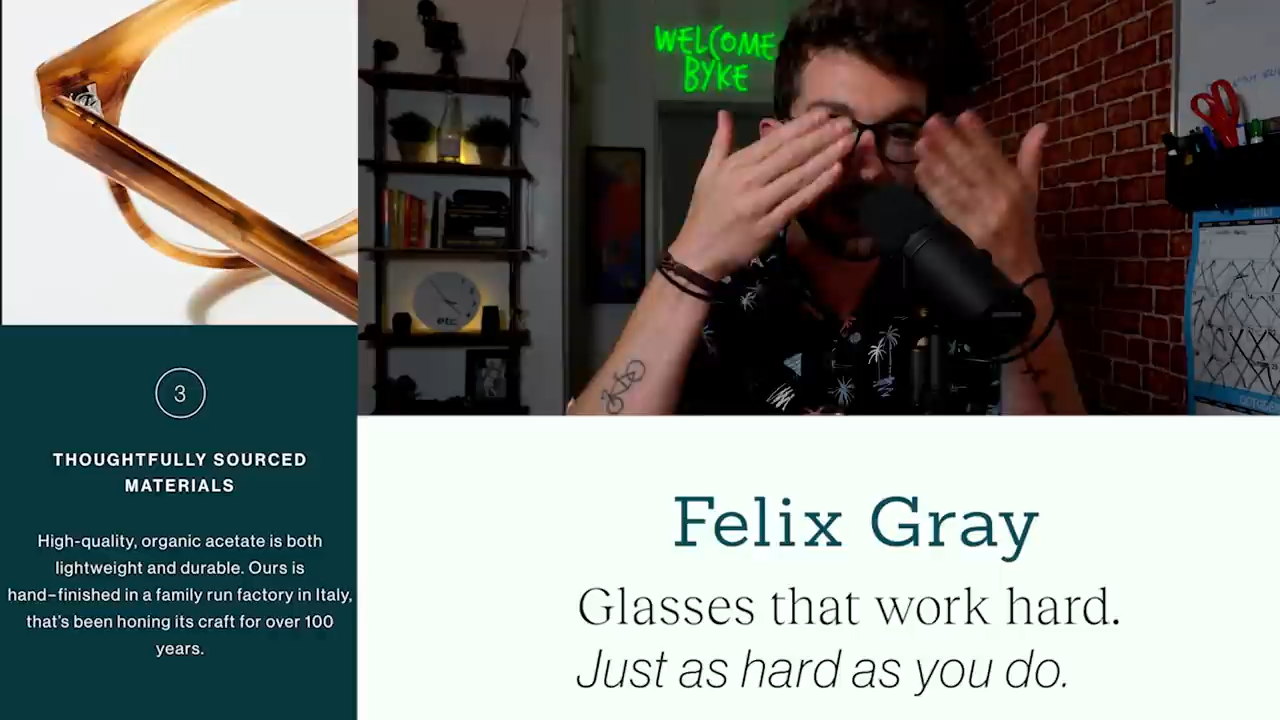 WELCOME
BYKE
etc
3
THOUGHTFULLY SOURCED
MATERIALS
High-quality, organic acetate is both
lightweight and durable. Ours is
hand-finished in a family run factory in Italy,
that's been honing its craft for over 100
years.
Felix Gray
Glasses that work hard.
Just as hard as you do.